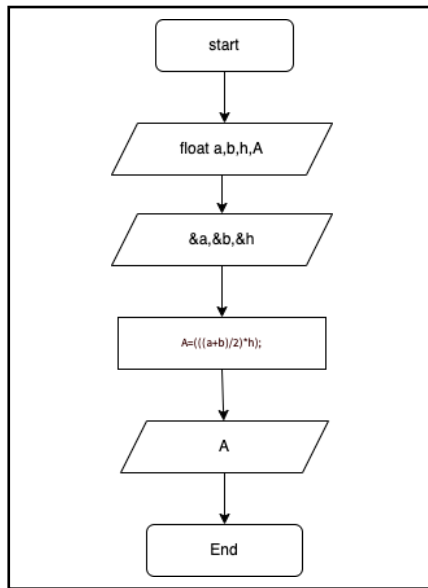 start
float a,b,h,A
&a,&b,&h
A=(((a+b)/2)*h);
A
End